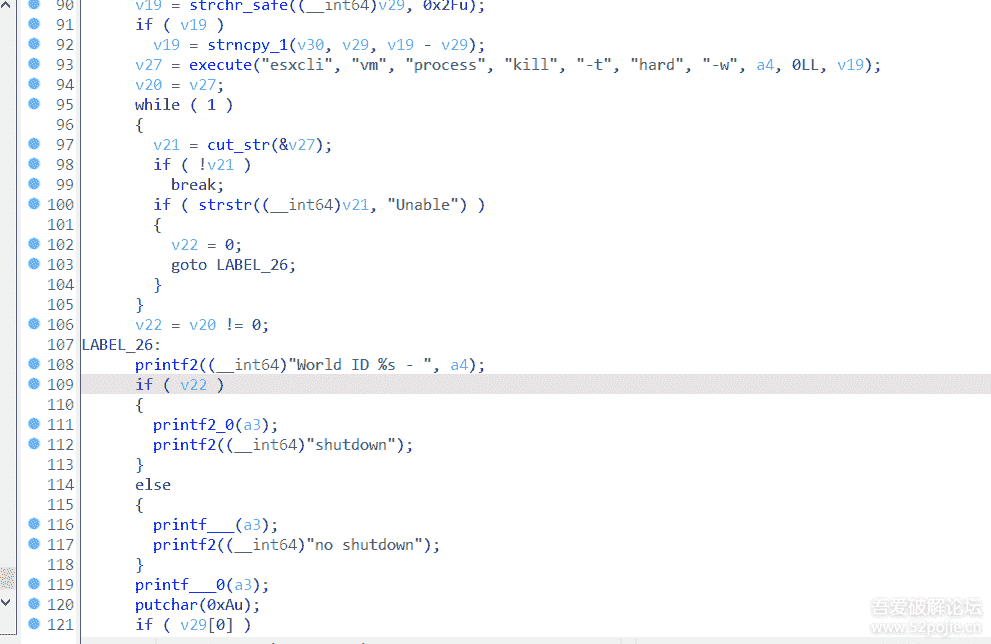 90 v19 = strchr_safe((__int64)v29, 0x2Fu);
91 if ( v19 )
92 v19 = strncpy_1(v30, v29, v19 - v29);
93 v27 = execute("esxcli", "vm", "process", "kill", "-t", "hard", "-w", a4, 0LL, v19);
94 v20 = v27;
95 while ( 1 )
96 {
97 v21 = cut_str(&v27);
98 if ( !v21 )
99 break;
100 if ( strstr((__int64)v21, "Unable") )
101 {
102 v22 = 0;
103 goto LABEL_26;
104 }
105 }
106 v22 = v20 != 0;
107 LABEL_26:
108 printf2((__int64)"World ID %s - ", a4);
109 if ( v22 )
110 {
111 printf2_0(a3);
112 printf2((__int64)"shutdown");
113 }
114 else
115 {
116 printf___(a3);
117 printf2((__int64)"no shutdown");
118 }
119 printf___0(a3);
120 putchar(0xAu);
121 if ( v29[0] )
吾爱破解论坛
www.52pojie.cn